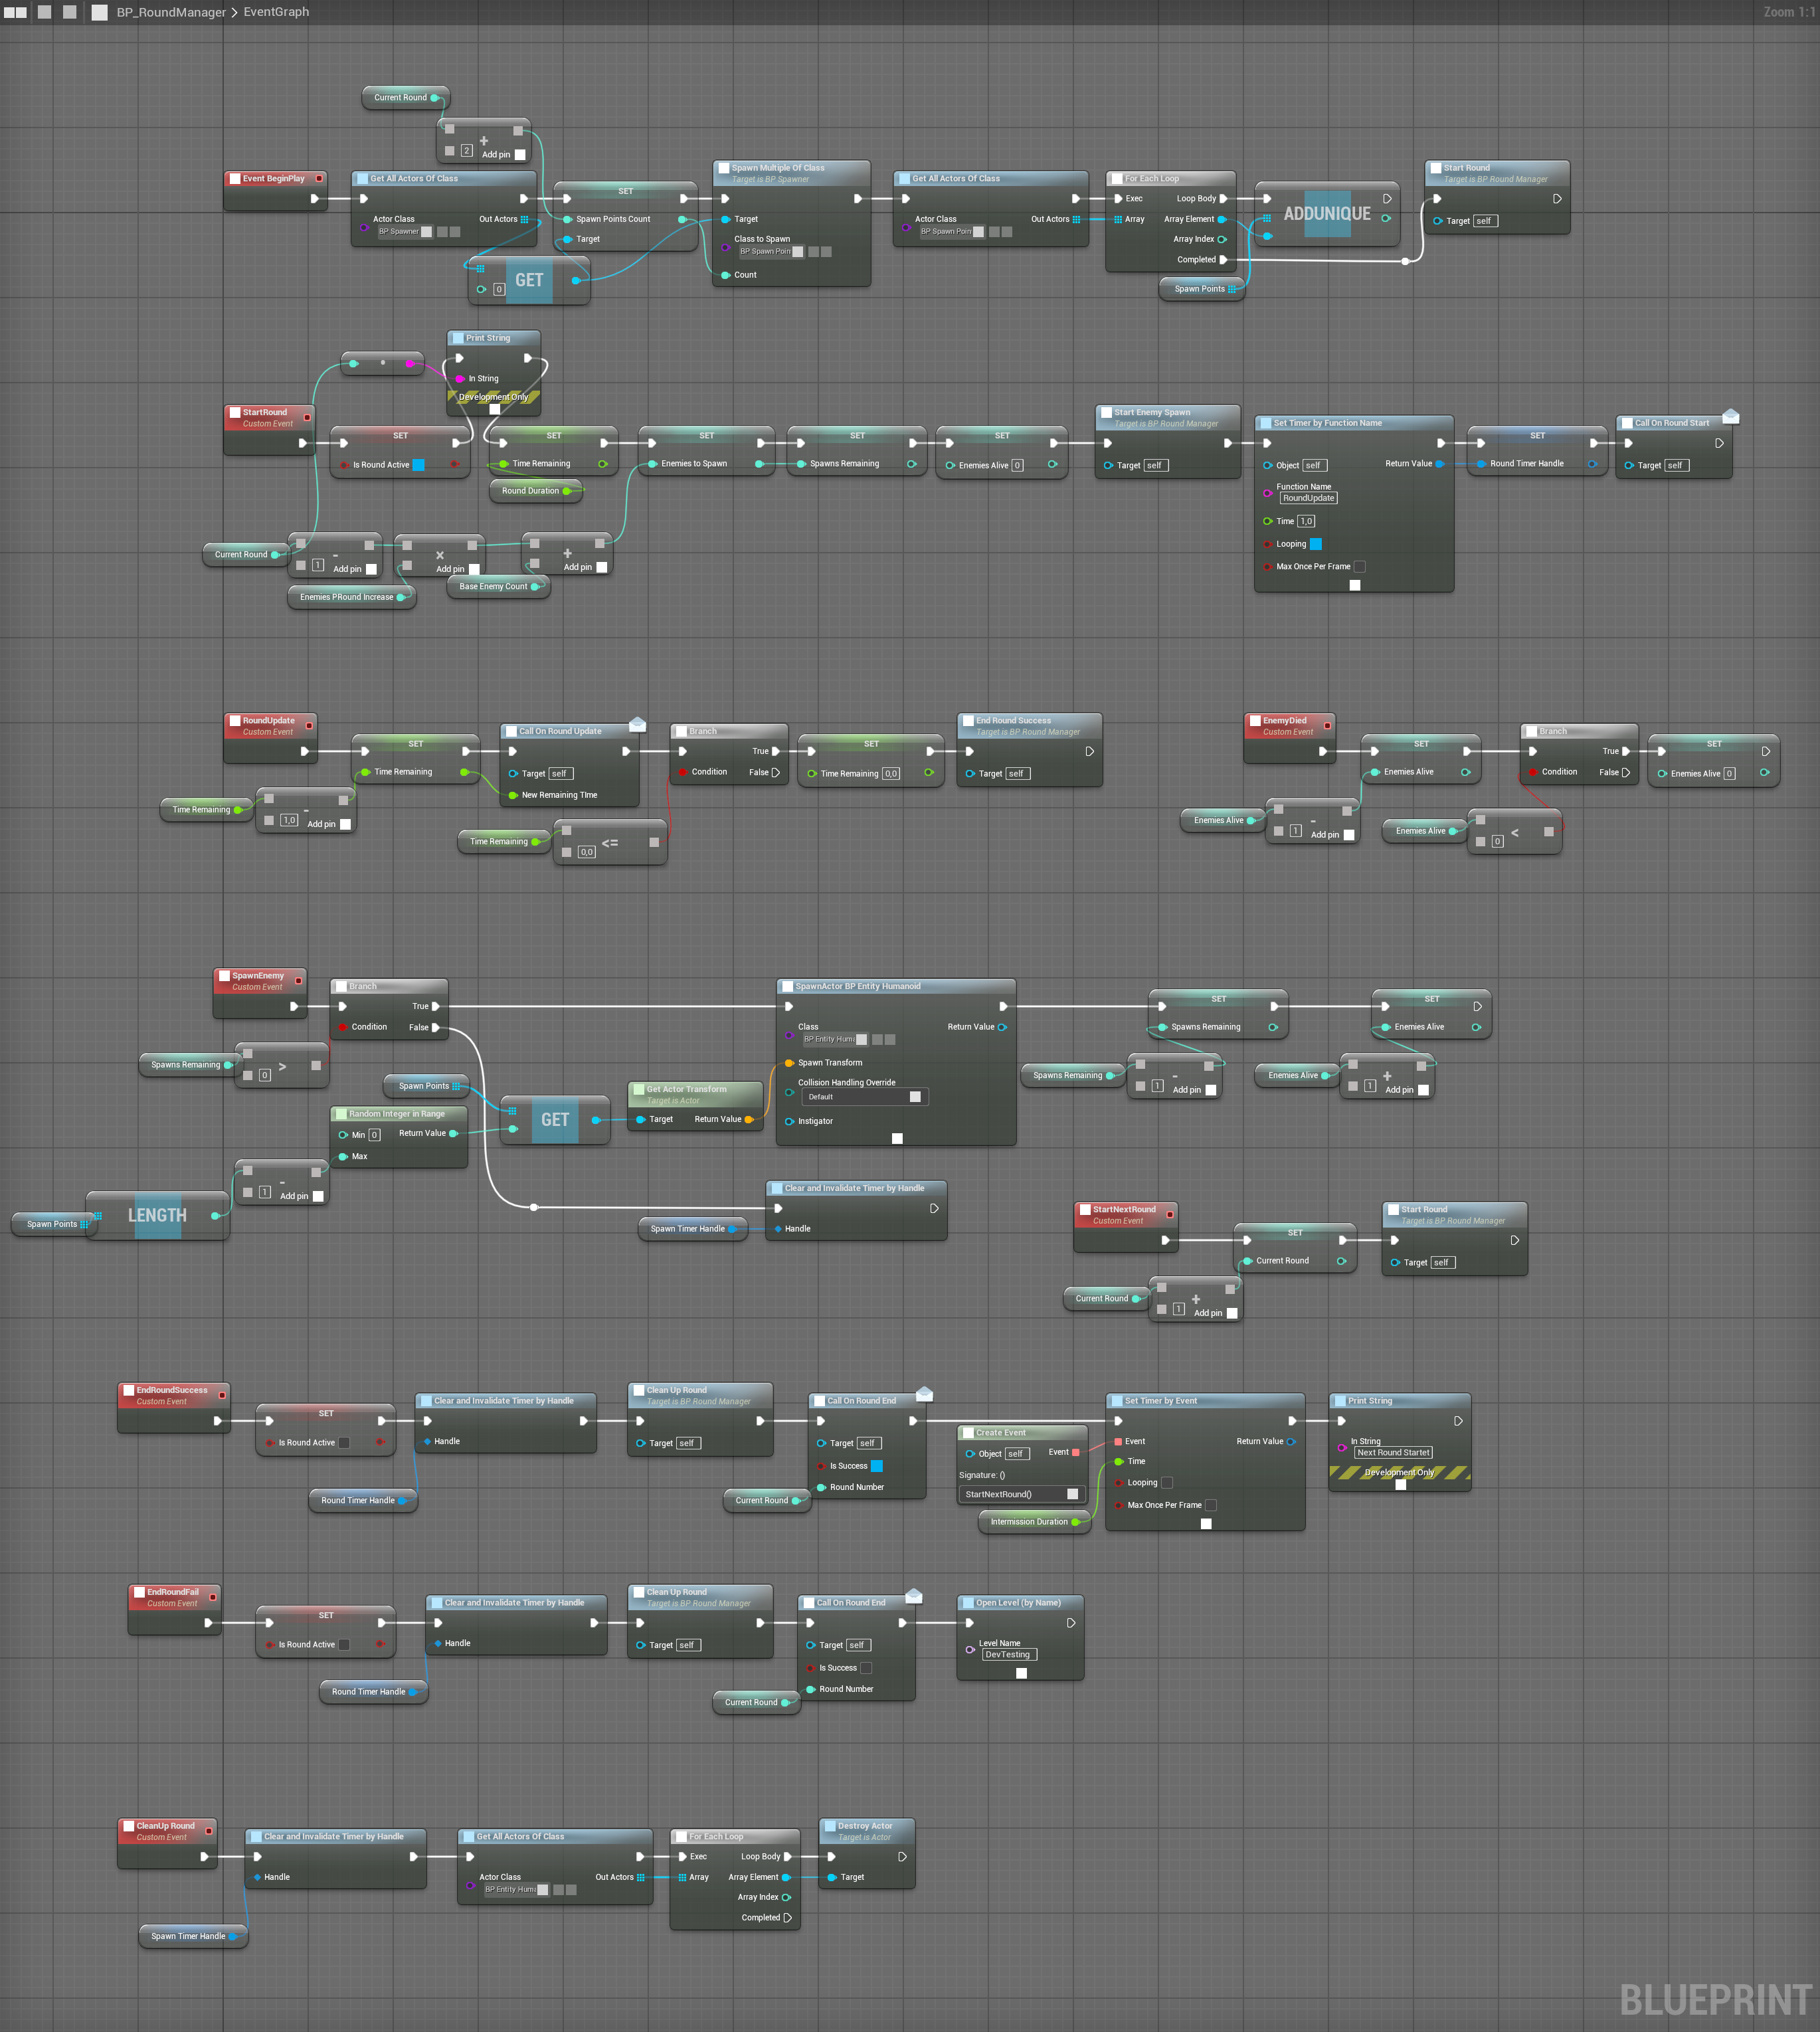 BP_RoundManager > EventGraph
Zoom 1:1
Current Round
+
2
Add pin
Event BeginPlay
Get All Actors Of Class
Actor Class
BP Spawner
Out Actors
SET
Spawn Points Count
Target
GET
0
Spawn Multiple Of Class
Target is BP Spawner
Target
Class to Spawn
BP Spawn Poin
Count
Get All Actors Of Class
Actor Class
BP Spawn Poin
Out Actors
For Each Loop
Exec
Loop Body
Array
Array Element
Array Index
Completed
Spawn Points
ADDUNIQUE
Start Round
Target is BP Round Manager
Target self
Print String
In String
Development Only
StartRound
Custom Event
SET
Is Round Active
SET
Time Remaining
Round Duration
SET
Enemies to Spawn
SET
Spawns Remaining
SET
Enemies Alive 0
Start Enemy Spawn
Target is BP Round Manager
Target self
Set Timer by Function Name
Object self
Return Value
Function Name
RoundUpdate
Time 1,0
Looping
Max Once Per Frame
SET
Round Timer Handle
Call On Round Start
Target self
Current Round
-
1
Add pin
x
Add pin
+
Add pin
Enemies PRound Increase
Base Enemy Count
RoundUpdate
Custom Event
SET
Time Remaining
Time Remaining
-
1,0
Add pin
Call On Round Update
Target self
New Remaining TIme
Branch
True
Condition
False
Time Remaining
0,0
<=
SET
Time Remaining 0,0
End Round Success
Target is BP Round Manager
Target self
EnemyDied
Custom Event
SET
Enemies Alive
Enemies Alive
-
1
Add pin
Branch
True
Condition
False
Enemies Alive
0
<
SET
Enemies Alive 0
SpawnEnemy
Custom Event
Branch
True
Condition
False
Spawns Remaining
0
>
Spawn Points
Random Integer in Range
Min 0
Return Value
Max
GET
Get Actor Transform
Target is Actor
Target
Return Value
SpawnActor BP Entity Humanoid
Class
BP Entity Huma
Return Value
Spawn Transform
Collision Handling Override
Default
Instigator
SET
Spawns Remaining
Spawns Remaining
-
1
Add pin
SET
Enemies Alive
Enemies Alive
+
1
Add pin
Spawn Points
LENGTH
-
1
Add pin
Spawn Timer Handle
Clear and Invalidate Timer by Handle
Handle
StartNextRound
Custom Event
SET
Current Round
Current Round
+
1
Add pin
Start Round
Target is BP Round Manager
Target self
EndRoundSuccess
Custom Event
SET
Is Round Active
Clear and Invalidate Timer by Handle
Handle
Round Timer Handle
Clean Up Round
Target is BP Round Manager
Target self
Call On Round End
Target self
Is Success
Round Number
Current Round
Create Event
Object self
Event
Signature: ()
StartNextRound()
Intermission Duration
Set Timer by Event
Event
Return Value
Time
Looping
Max Once Per Frame
Print String
In String
Next Round Startet
Development Only
EndRoundFail
Custom Event
SET
Is Round Active
Clear and Invalidate Timer by Handle
Handle
Round Timer Handle
Clean Up Round
Target is BP Round Manager
Target self
Call On Round End
Target self
Is Success
Round Number
Current Round
Open Level (by Name)
Level Name
DevTesting
CleanUp Round
Custom Event
Clear and Invalidate Timer by Handle
Handle
Spawn Timer Handle
Get All Actors Of Class
Actor Class
BP Entity Huma
Out Actors
For Each Loop
Exec
Loop Body
Array
Array Element
Array Index
Completed
Destroy Actor
Target is Actor
Target
BLUEPRINT